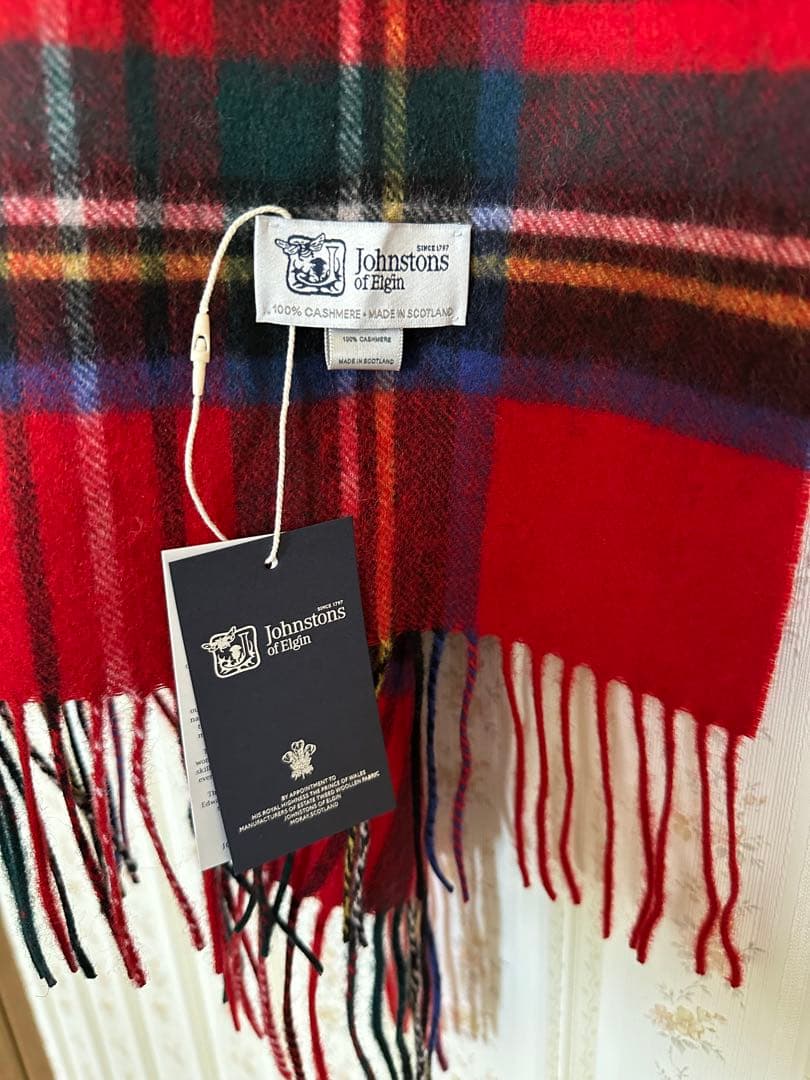 SINCE 1797
Johnstons
of Elgin
100% CASHMERE • MADE IN SCOTLAND
100% CASHMERE
MADE IN SCOTLAND
SINCE 1797
Johnstons
of Elgin
BY APPOINTMENT TO
HIS ROYAL HIGHNESS THE PRINCE OF WALES
MANUFACTURERS OF ESTATE TWEED WOOLLEN FABRIC
JOHNSTONS OF ELGIN
MORAY, SCOTLAND